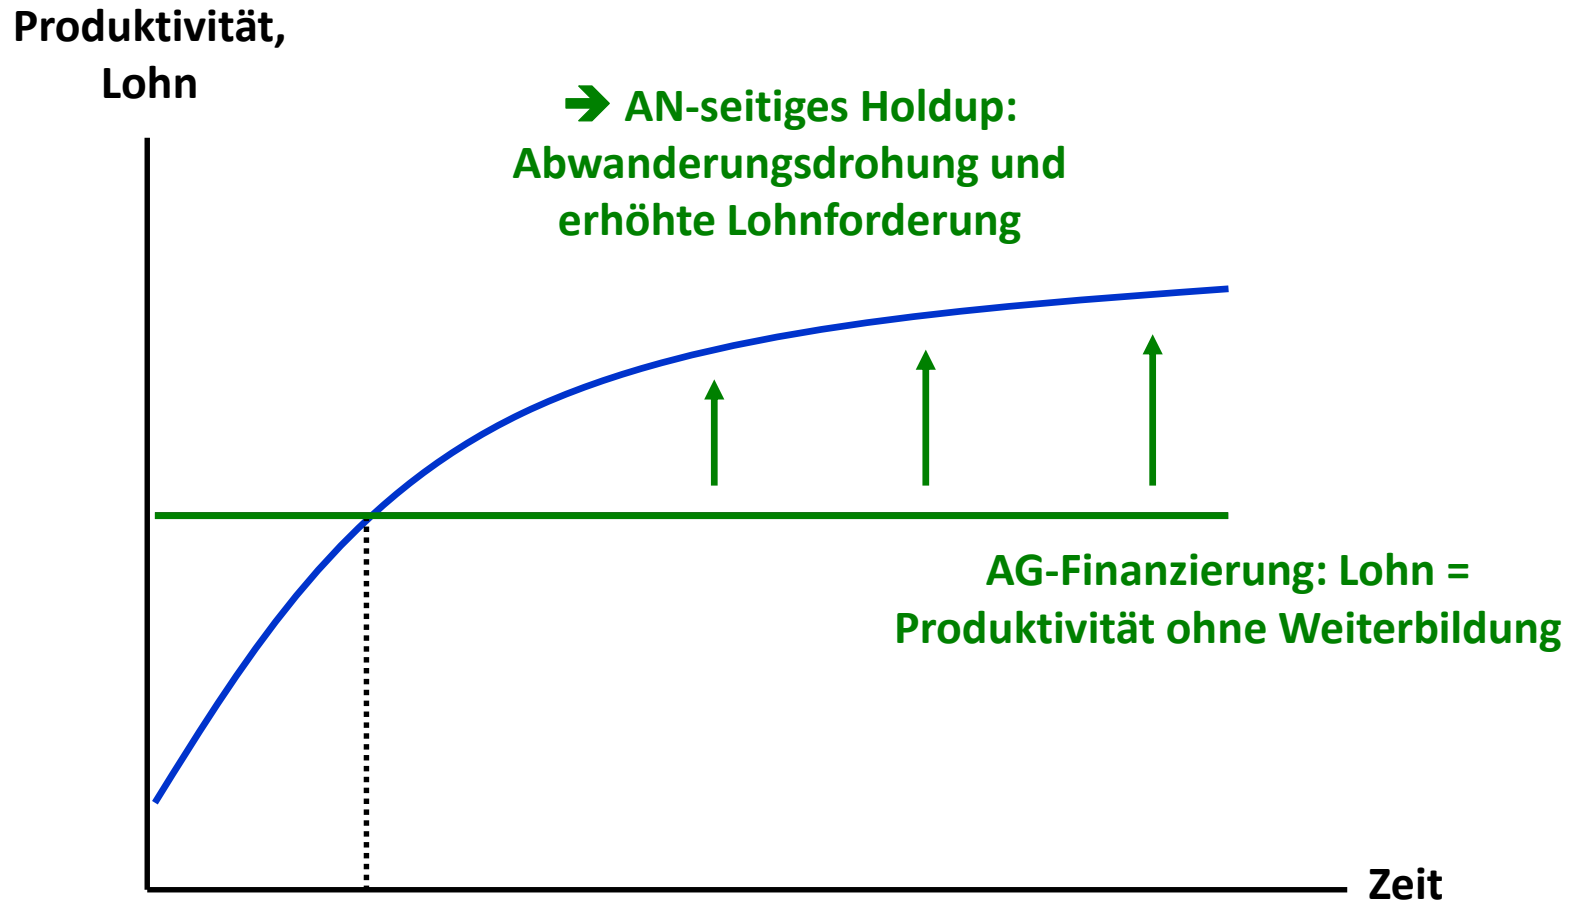 Produktivität,
Lohn
➔ AN-seitiges Holdup:
Abwanderungsdrohung und
erhöhte Lohnforderung
AG-Finanzierung: Lohn =
Produktivität ohne Weiterbildung
Zeit